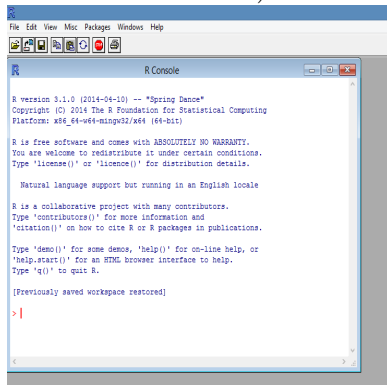 File Edit View Misc Packages Windows Help
R Console
R version 3.1.0 (2014-04-10) -- "Spring Dance"
Copyright (C) 2014 The R Foundation for Statistical Computing
Platform: x86_64-w64-mingw32/x64 (64-bit)
R is free software and comes with ABSOLUTELY NO WARRANTY.
You are welcome to redistribute it under certain conditions.
Type 'license()' or 'licence()' for distribution details.
Natural language support but running in an English locale
R is a collaborative project with many contributors.
Type 'contributors()' for more information and
'citation()' on how to cite R or R packages in publications.
Type 'demo()' for some demos, 'help()' for on-line help, or
'help.start()' for an HTML browser interface to help.
Type 'q()' to quit R.
[Previously saved workspace restored]
>